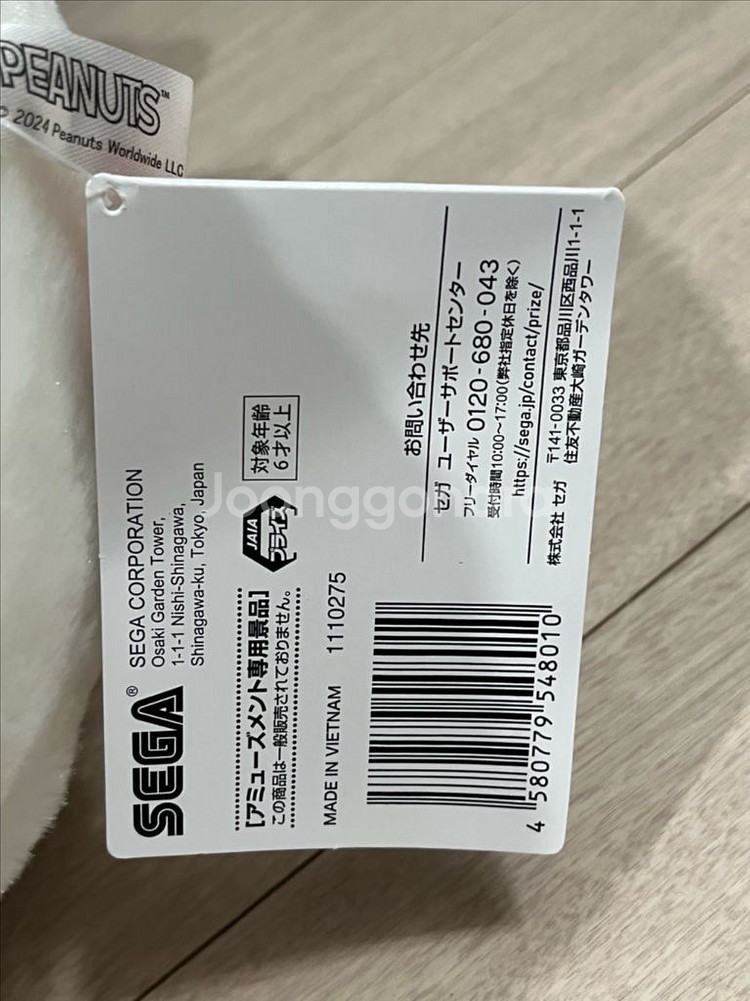 PEANUTS™
© 2024 Peanuts Worldwide LLC
SEGA® SEGA CORPORATION
Osaki Garden Tower,
1-1-1 Nishi-Shinagawa,
Shinagawa-ku, Tokyo, Japan
[アミューズメント専用景品]
この商品は一般販売されておりません。
JAIA
プライズ
対象年齢
6才以上
MADE IN VIETNAM 1110275
4 580779 548010
お問い合わせ先
セガ ユーザーサポートセンター
フリーダイヤル 0120-680-043
受付時間10:00～17:00(弊社指定休日を除く)
https://sega.jp/contact/prize/
株式会社 セガ 〒141-0033 東京都品川区西品川1-1-1
住友不動産大崎ガーデンタワー
Joonggonara